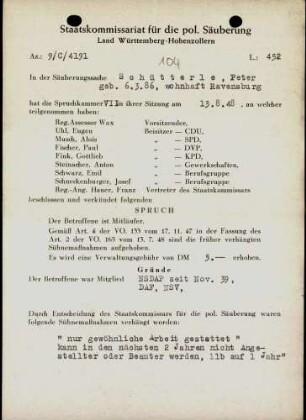 Staatskommissariat für die pol. Säuberung
Land Württemberg-Hohenzollern
Az.: 9/C/4191
L.: 452
104
In der Säuberungssache Schütterle, Peter
geb. 6.3.86, wohnhaft Ravensburg
hat die Spruchkammer VII in ihrer Sitzung am 13.8.48 , an welcher
teilgenommen haben:
Reg.Assessor Wax Vorsitzender,
Uhl, Eugen Beisitzer — CDU,
Musik, Alois — SPD,
Fischer, Paul — DVP,
Fink, Gottlieb — KPD,
Steinacher, Anton — Gewerkschaften,
Schwarz, Emil — Berufsgruppe
Schneckenburger, Josef — Berufsgruppe
Reg.-Ang. Hauer, Franz Vertreter des Staatskommissars
beschlossen und verkündet folgenden
SPRUCH
Der Betroffene ist Mitläufer.
Gemäß Art. 4 der VO. 133 vom 17. 11. 47 in der Fassung des
Art. 2 der VO. 165 vom 13. 7. 48 sind die früher verhängten
Sühnemaßnahmen aufgehoben.
Es wird eine Verwaltungsgebühr von DM 5.— erhoben.
Gründe
Der Betroffene war Mitglied NSDAP seit Nov. 39,
DAF, NSV,
Durch Entscheidung des Staatskommissars für die pol. Säuberung waren
folgende Sühnemaßnahmen verhängt worden:
" nur gewöhnliche Arbeit gestattet "
kann in den nächsten 2 Jahren nicht Ange-
stellter oder Beamter werden, 11b auf 1 Jahr"